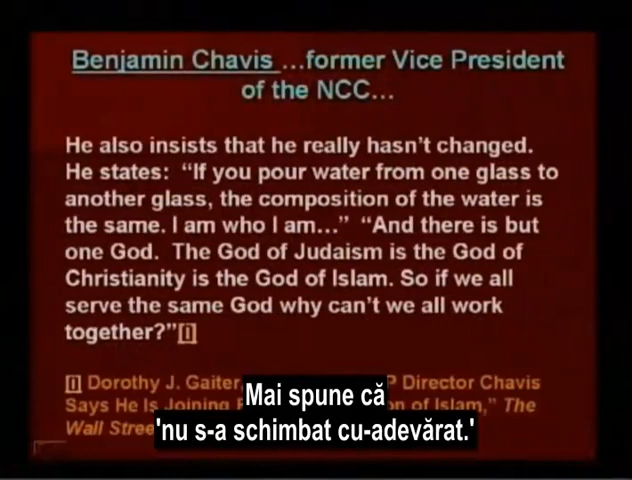 Benjamin Chavis …former Vice President
of the NCC…
He also insists that he really hasn’t changed.
He states: “If you pour water from one glass to
another glass, the composition of the water is
the same. I am who I am…” “And there is but
one God. The God of Judaism is the God of
Christianity is the God of Islam. So if we all
serve the same God why can’t we all work
together?”[i]
[i] Dorothy J. Gaiter, P Director Chavis
Says He Is Joining of Islam,” The
Wall
Mai spune că
'nu s-a schimbat cu-adevărat.'